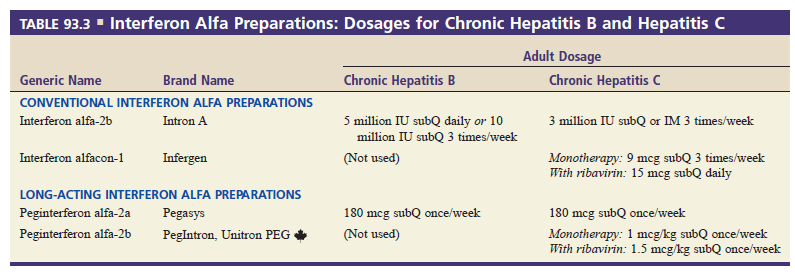 TABLE 93.3 ■ Interferon Alfa Preparations: Dosages for Chronic Hepatitis B and Hepatitis C
Adult Dosage
Generic Name Brand Name Chronic Hepatitis B Chronic Hepatitis C
CONVENTIONAL INTERFERON ALFA PREPARATIONS
Interferon alfa-2b Intron A 5 million IU subQ daily or 10 3 million IU subQ or IM 3 times/week
million IU subQ 3 times/week
Interferon alfacon-1 Infergen (Not used) Monotherapy: 9 mcg subQ 3 times/week
With ribavirin: 15 mcg subQ daily
LONG-ACTING INTERFERON ALFA PREPARATIONS
Peginterferon alfa-2a Pegasys 180 mcg subQ once/week 180 mcg subQ once/week
Peginterferon alfa-2b PegIntron, Unitron PEG (Not used) Monotherapy: 1 mcg/kg subQ once/week
With ribavirin: 1.5 mcg/kg subQ once/week